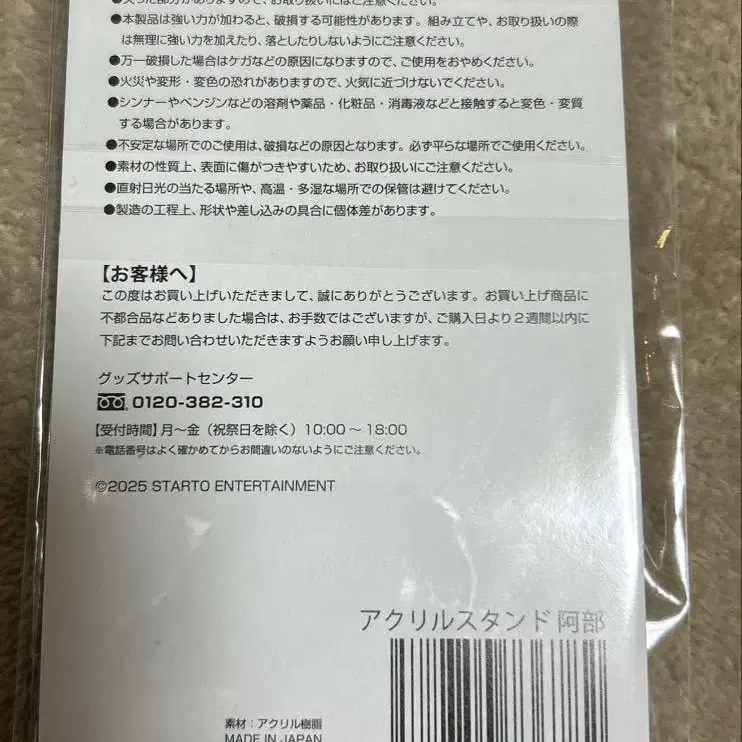 ●尖った部分がありますので、お取り扱いにはご注意ください。
●本製品は強い力が加わると、破損する可能性があります。組み立てや、お取り扱いの際
は無理に強い力を加えたり、落としたりしないようにご注意ください。
●万一破損した場合はケガなどの原因になりますので、ご使用をおやめください。
●火災や変形・変色の恐れがありますので、火気に近づけないでください。
●シンナーやベンジンなどの溶剤や薬品・化粧品・消毒液などと接触すると変色・変質
する場合があります。
●不安定な場所でのご使用は、破損などの原因となります。必ず平らな場所でご使用ください。
●素材の性質上、表面に傷がつきやすいため、お取り扱いにご注意ください。
●直射日光の当たる場所や、高温・多湿な場所での保管は避けてください。
●製造の工程上、形状や差し込みの具合に個体差があります。
【お客様へ】
この度はお買い上げいただきまして、誠にありがとうございます。お買い上げ商品に
不都合品などありました場合は、お手数ではございますが、ご購入日より2週間以内に
下記までお問い合わせいただきますようお願い申し上げます。
グッズサポートセンター
0120-382-310
【受付時間】月〜金（祝祭日を除く）10:00〜18:00
※電話番号はよく確かめてからお間違いのないようにご注意ください。
©2025 STARTO ENTERTAINMENT
アクリルスタンド 阿部
素材：アクリル樹脂
MADE IN JAPAN